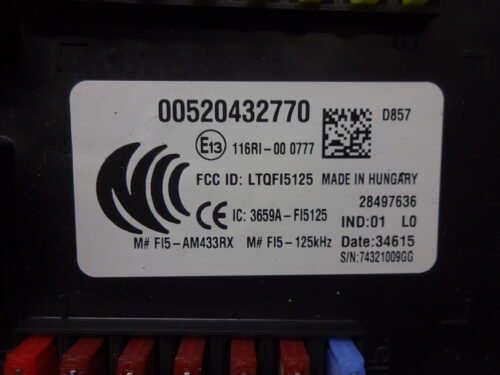 00520432770
D857
E13 116RI-00 0777
FCC ID: LTQFI5125 MADE IN HUNGARY
28497636
CE IC: 3659A-FI5125
IND:01 L0
M# FI5-AM433RX M# FI5-125kHz Date:34615
S/N:74321009GG